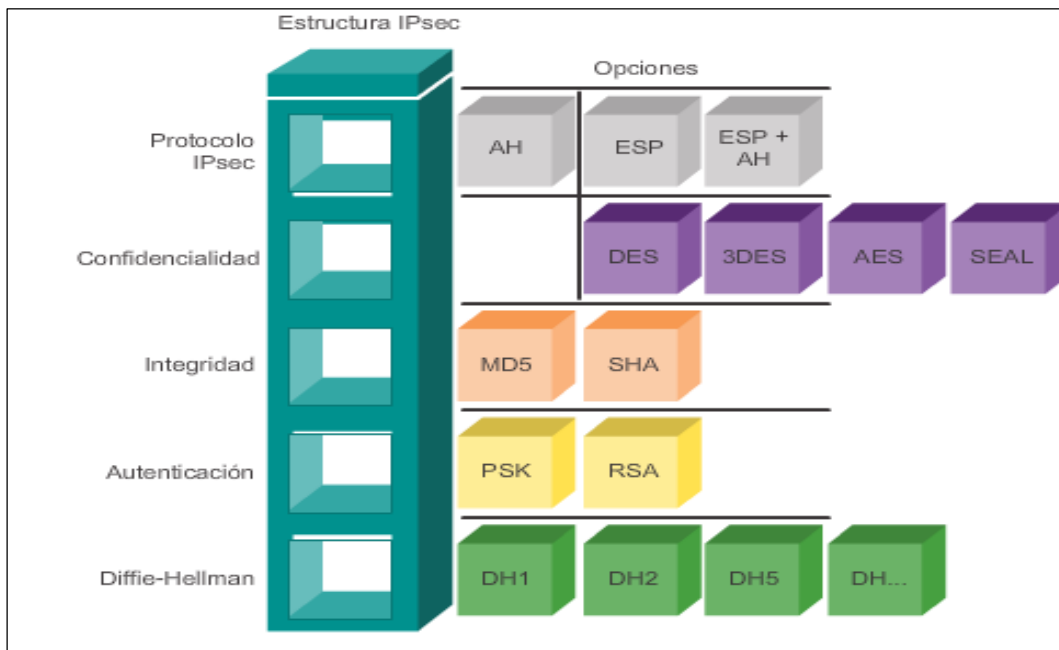 Estructura IPsec
Opciones
Protocolo
IPsec
AH
ESP
ESP +
AH
Confidencialidad
DES
3DES
AES
SEAL
Integridad
MD5
SHA
Autenticación
PSK
RSA
Diffie-Hellman
DH1
DH2
DH5
DH...